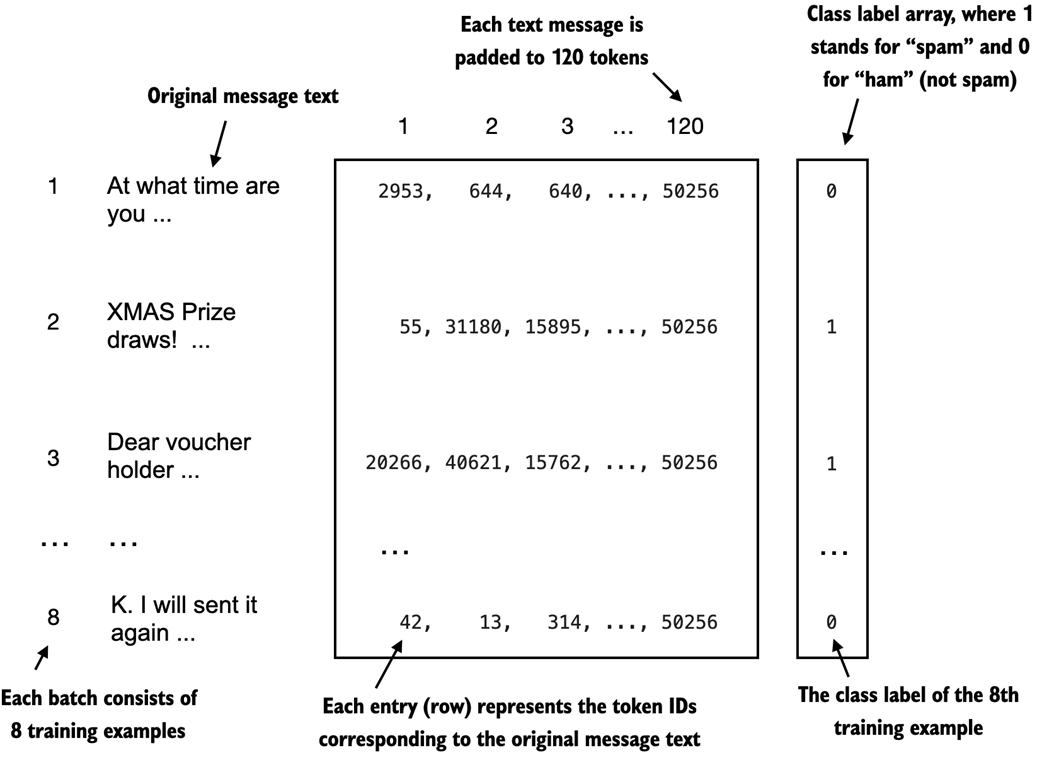 Each text message is
padded to 120 tokens
Class label array, where 1
stands for “spam” and 0
for “ham” (not spam)
Original message text
1 2 3 ... 120
1 At what time are
you ...
2953, 644, 640, ..., 50256
0
2 XMAS Prize
draws! ...
55, 31180, 15895, ..., 50256
1
3 Dear voucher
holder ...
20266, 40621, 15762, ..., 50256
1
... ... ... ...
8 K. I will sent it
again ...
42, 13, 314, ..., 50256
0
Each batch consists of
8 training examples
Each entry (row) represents the token IDs
corresponding to the original message text
The class label of the 8th
training example